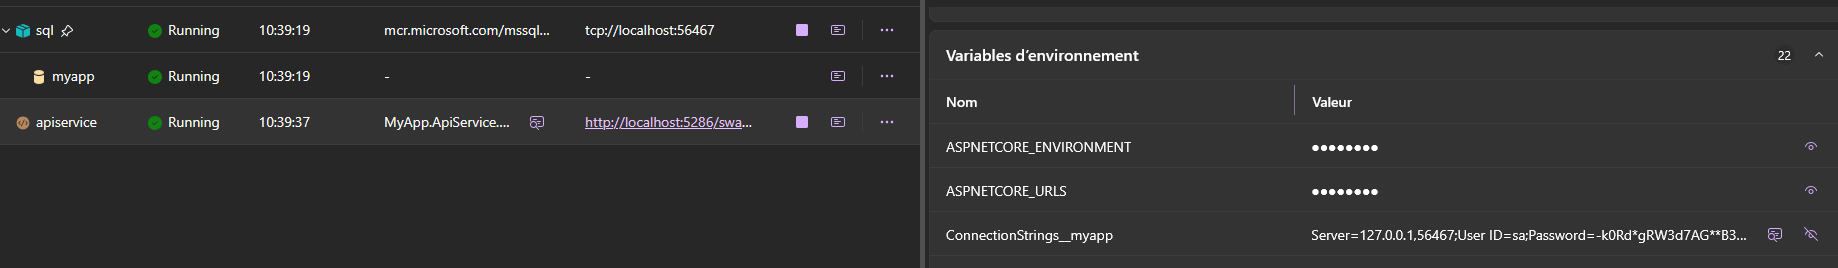 sql Running 10:39:19 mcr.microsoft.com/mssql... tcp://localhost:56467
myapp Running 10:39:19 - -
apiservice Running 10:39:37 MyApp.ApiService.... http://localhost:5286/swa...
Variables d'environnement 22
Nom Valeur
ASPNETCORE_ENVIRONMENT ●●●●●●●●
ASPNETCORE_URLS ●●●●●●●●
ConnectionStrings__myapp Server=127.0.0.1,56467;User ID=sa;Password=-k0Rd*gRW3d7AG**B3...